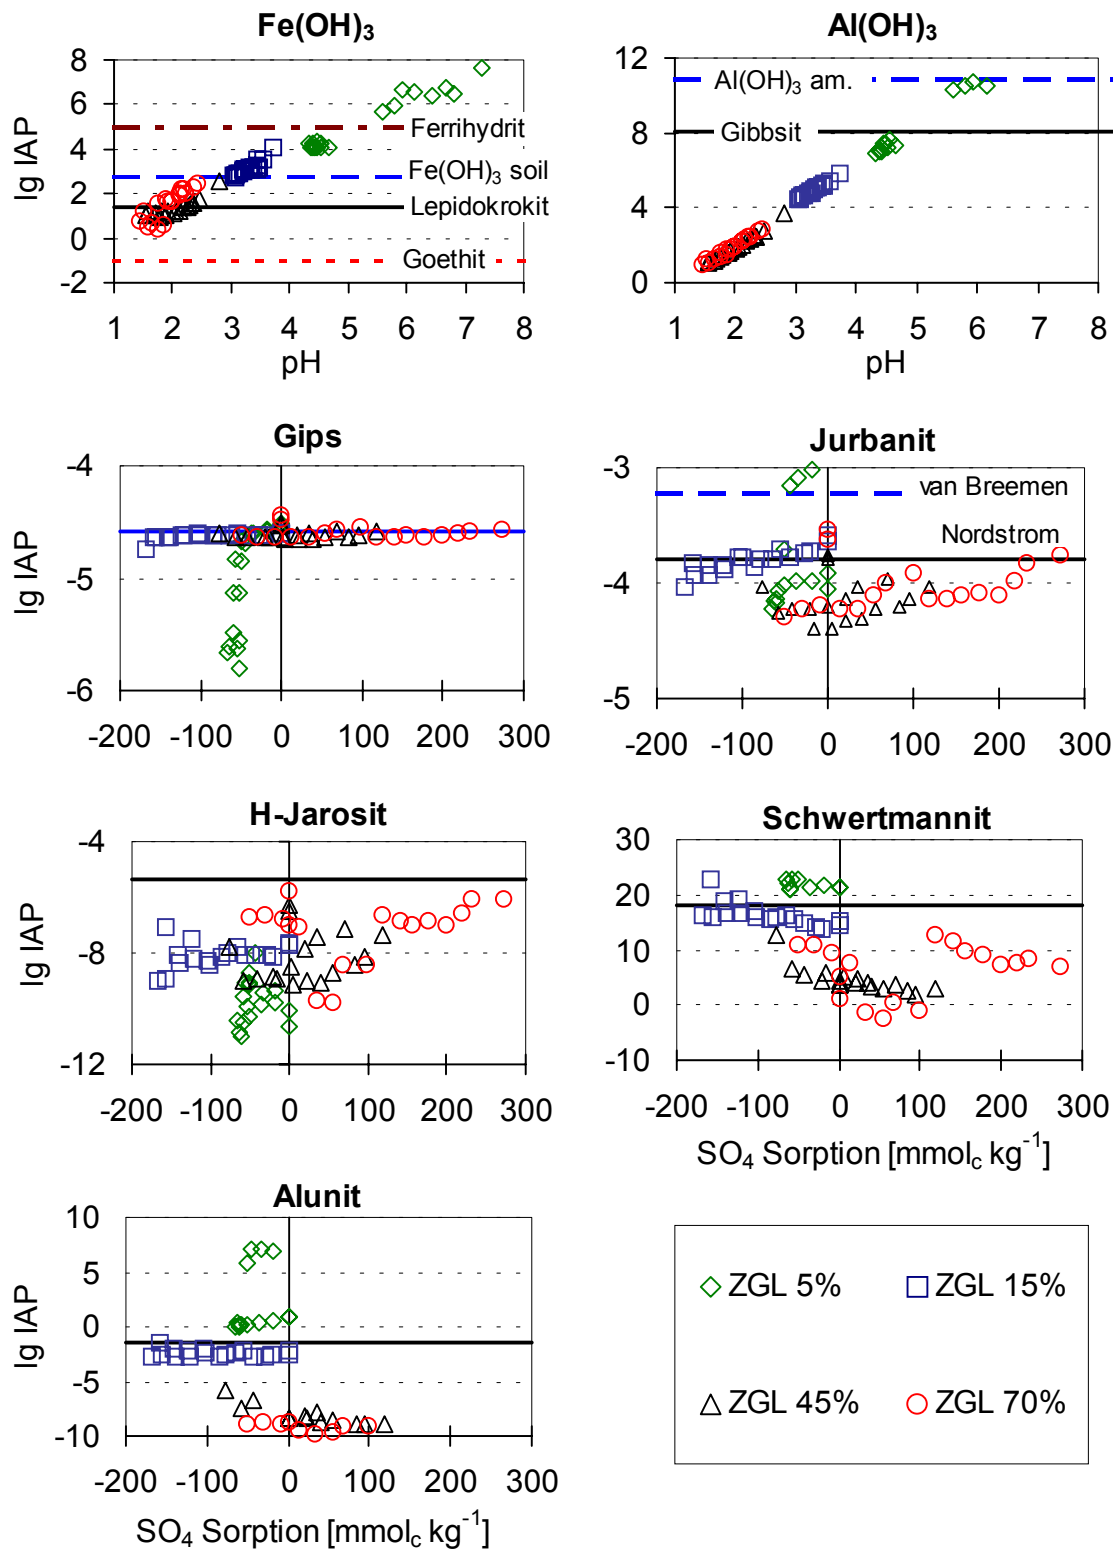 Fe(OH)₃
Al(OH)₃
lg IAP
8
6
4
2
0
-2
Ferrihydrit
Fe(OH)₃ soil
Lepidokrokit
Goethit
1 2 3 4 5 6 7 8
pH
12
8
4
0
Al(OH)₃ am.
Gibbsit
1 2 3 4 5 6 7 8
pH
Gips
Jurbanit
lg IAP
-4
-5
-6
-200 -100 0 100 200 300
-3
-4
-5
van Breemen
Nordstrom
-200 -100 0 100 200 300
H-Jarosit
Schwertmannit
lg IAP
-4
-8
-12
-200 -100 0 100 200 300
30
20
10
0
-10
-200 -100 0 100 200 300
SO₄ Sorption [mmol꜀ kg⁻¹]
Alunit
lg IAP
10
5
0
-5
-10
-200 -100 0 100 200 300
SO₄ Sorption [mmol꜀ kg⁻¹]
ZGL 5% ZGL 15%
ZGL 45% ZGL 70%